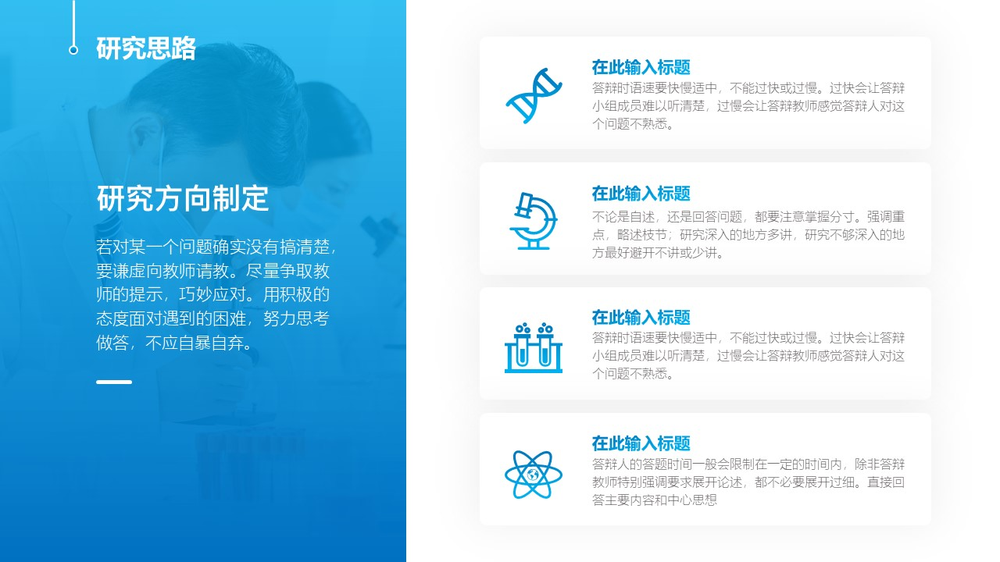 研究思路
研究方向制定
若对某一个问题确实没有搞清楚，
要谦虚向教师请教。尽量争取教
师的提示，巧妙应对。用积极的
态度面对遇到的困难，努力思考
做答，不应自暴自弃。
在此输入标题
答辩时语速要快慢适中，不能过快或过慢。过快会让答辩
小组成员难以听清楚，过慢会让答辩教师感觉答辩人对这
个问题不熟悉。
在此输入标题
不论是自述，还是回答问题，都要注意掌握分寸。强调重
点，略述枝节；研究深入的地方多讲，研究不够深入的地
方最好避开不讲或少讲。
在此输入标题
答辩时语速要快慢适中，不能过快或过慢。过快会让答辩
小组成员难以听清楚，过慢会让答辩教师感觉答辩人对这
个问题不熟悉。
在此输入标题
答辩人的答题时间一般会限制在一定的时间内，除非答辩
教师特别强调要求展开论述，都不必要展开过细。直接回
答主要内容和中心思想